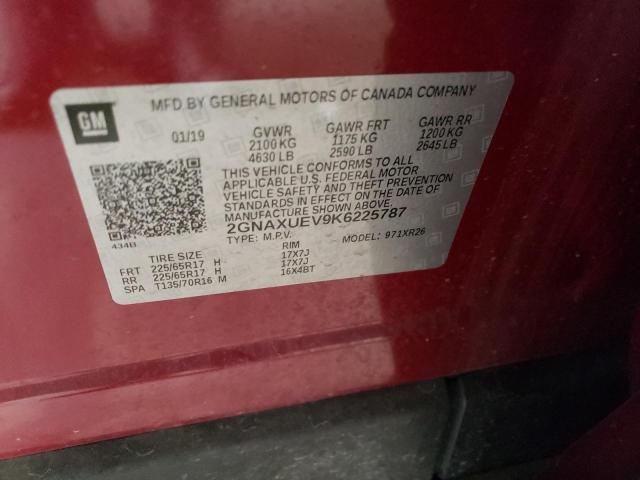 GM
MFD BY GENERAL MOTORS OF CANADA COMPANY
01/19 GVWR GAWR FRT GAWR RR
2100 KG 1175 KG 1200 KG
4630 LB 2590 LB 2645 LB
THIS VEHICLE CONFORMS TO ALL
APPLICABLE U.S. FEDERAL MOTOR
VEHICLE SAFETY AND THEFT PREVENTION
STANDARDS IN EFFECT ON THE DATE OF
MANUFACTURE SHOWN ABOVE.
2GNAXUEV9K6225787
434B TYPE: M.P.V. MODEL: 971XR26
TIRE SIZE RIM
FRT 225/65R17 H 17X7J
RR 225/65R17 H 17X7J
SPA T135/70R16 M 16X4BT